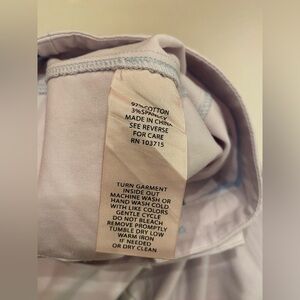 97% COTTON
3% SPANDEX
MADE IN CHINA
SEE REVERSE
FOR CARE
RN 103715
TURN GARMENT
INSIDE OUT
MACHINE WASH OR
HAND WASH COLD
WITH LIKE COLORS
GENTLE CYCLE
DO NOT BLEACH
REMOVE PROMPTLY
TUMBLE DRY LOW
WARM IRON
IF NEEDED
OR DRY CLEAN